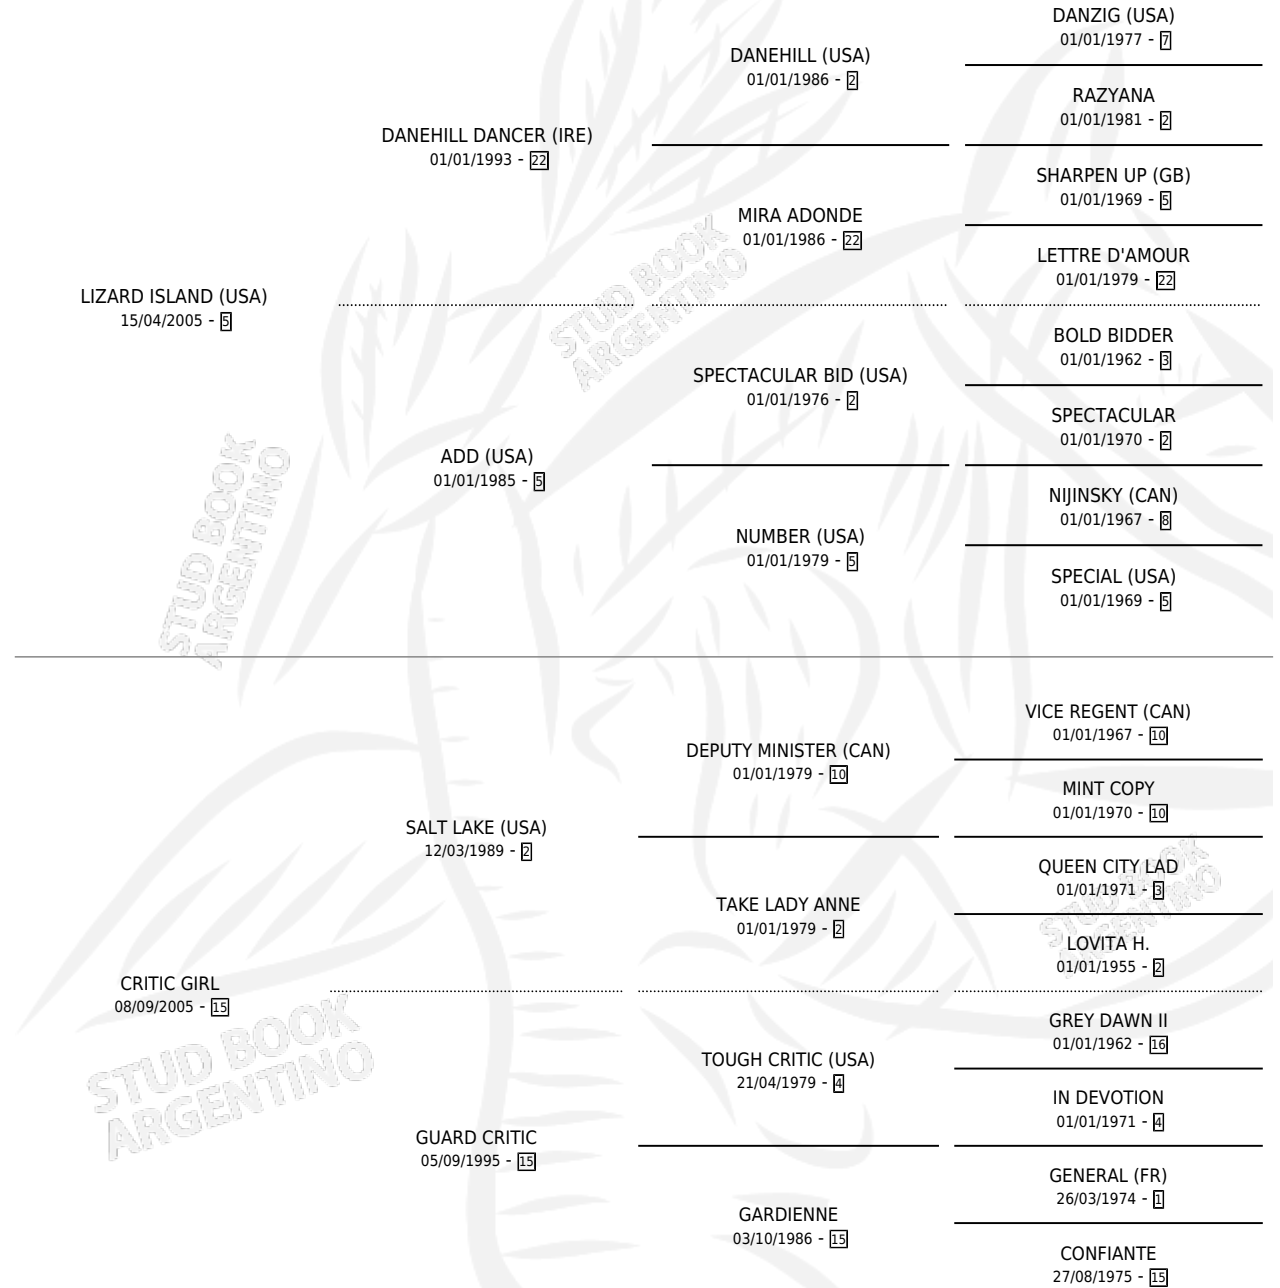 DANZIG (USA)
01/01/1977 - 7
DANEHILL (USA)
01/01/1986 - 2
RAZYANA
01/01/1981 - 2
DANEHILL DANCER (IRE)
01/01/1993 - 22
SHARPEN UP (GB)
01/01/1969 - 5
MIRA ADONDE
01/01/1986 - 22
LETTRE D'AMOUR
01/01/1979 - 22
LIZARD ISLAND (USA)
15/04/2005 - 5
STUD BOOK
ARGENTINO
BOLD BIDDER
01/01/1962 - 3
SPECTACULAR BID (USA)
01/01/1976 - 2
SPECTACULAR
01/01/1970 - 2
ADD (USA)
01/01/1985 - 5
NIJINSKY (CAN)
01/01/1967 - 8
NUMBER (USA)
01/01/1979 - 5
SPECIAL (USA)
01/01/1969 - 5
STUD BOOK
ARGENTINO
VICE REGENT (CAN)
01/01/1967 - 10
DEPUTY MINISTER (CAN)
01/01/1979 - 10
MINT COPY
01/01/1970 - 10
SALT LAKE (USA)
12/03/1989 - 2
QUEEN CITY LAD
01/01/1971 - 3
TAKE LADY ANNE
01/01/1979 - 2
LOVITA H.
01/01/1955 - 2
STUD BOOK
ARGENTINO
CRITIC GIRL
08/09/2005 - 15
GREY DAWN II
01/01/1962 - 16
TOUGH CRITIC (USA)
21/04/1979 - 4
IN DEVOTION
01/01/1971 - 4
STUD BOOK
ARGENTINO
GUARD CRITIC
05/09/1995 - 15
GENERAL (FR)
26/03/1974 - 1
GARDIENNE
03/10/1986 - 15
CONFIANTE
27/08/1975 - 15